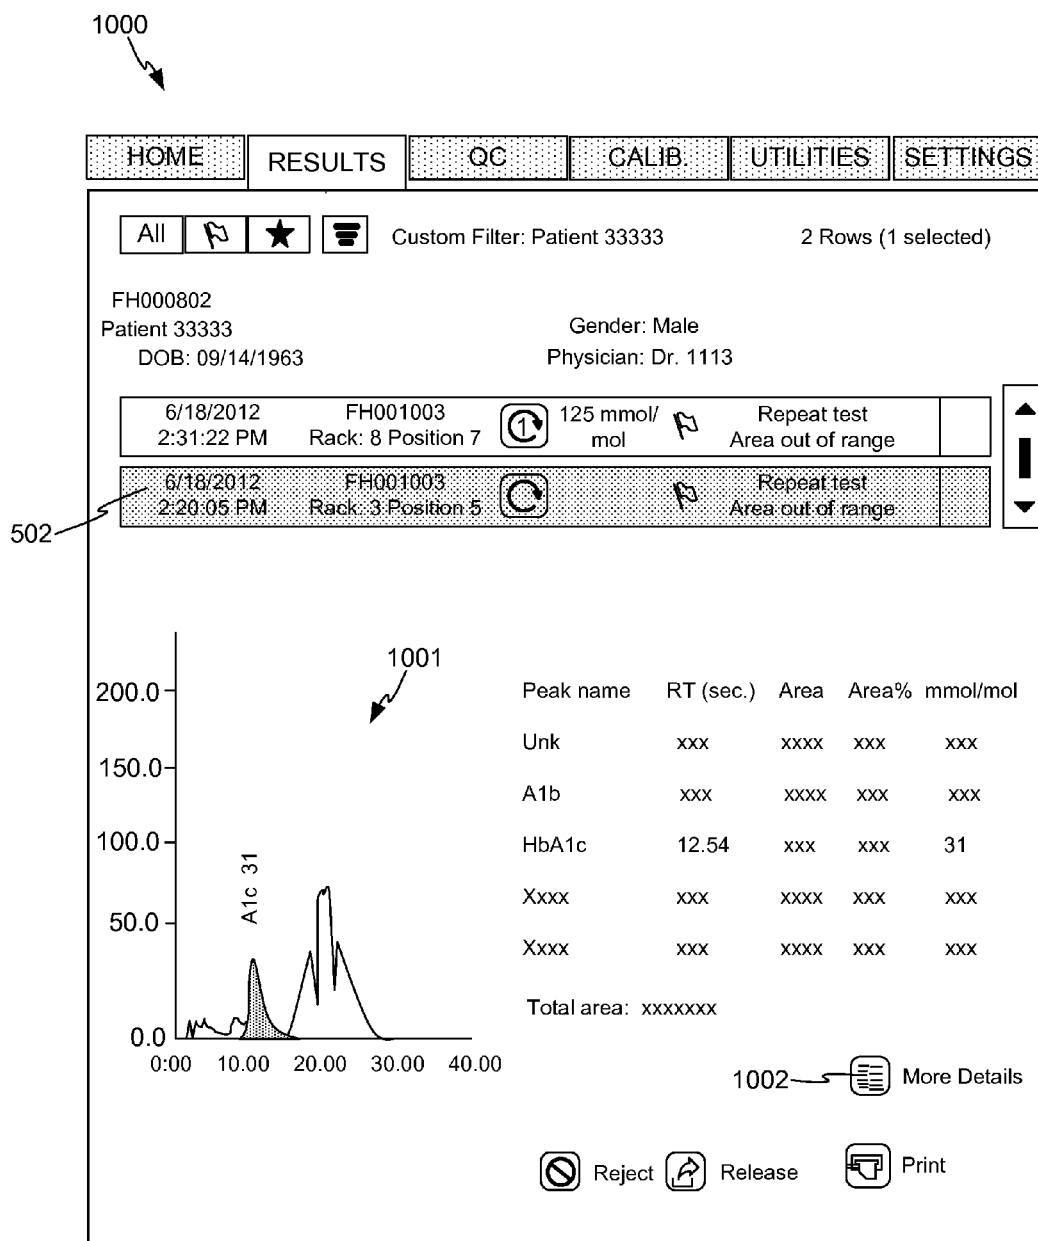 1000
HOME RESULTS QC CALIB. UTILITIES SETTINGS
All Custom Filter: Patient 33333 2 Rows (1 selected)
FH000802
Patient 33333 Gender: Male
DOB: 09/14/1963 Physician: Dr. 1113
6/18/2012 FH001003 1 125 mmol/ Repeat test
2:31:22 PM Rack: 8 Position 7 mol Area out of range
6/18/2012 FH001003 Repeat test
2:20:05 PM Rack: 3 Position 5 Area out of range
502
1001
200.0
150.0
100.0
50.0
0.0
A1c 31
0:00 10.00 20.00 30.00 40.00
Peak name RT (sec.) Area Area% mmol/mol
Unk xxx xxxx xxx xxx
A1b xxx xxxx xxx xxx
HbA1c 12.54 xxx xxx 31
Xxxx xxx xxxx xxx xxx
Xxxx xxx xxxx xxx xxx
Total area: xxxxxxx
1002 More Details
Reject Release Print